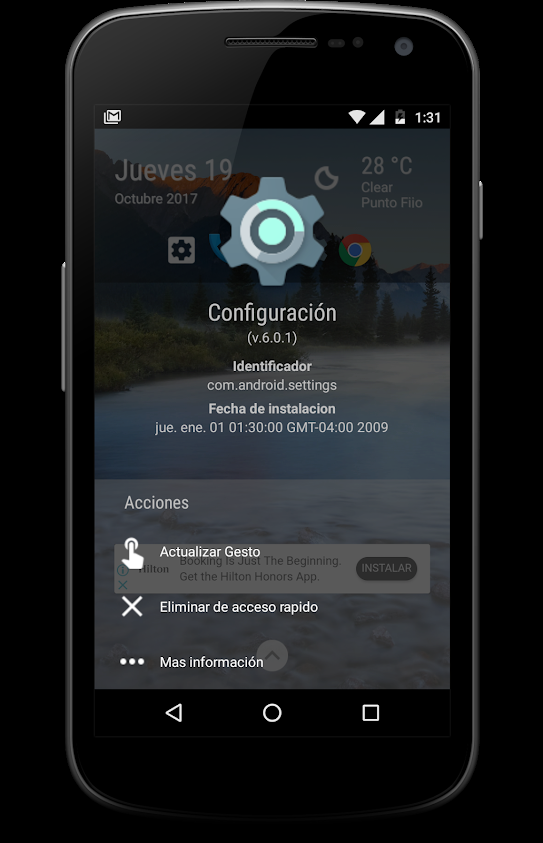 1:31
Jueves 19
Octubre 2017
28 °C
Clear
Punto Fijo
Configuración
(v.6.0.1)
Identificador
com.android.settings
Fecha de instalacion
jue. ene. 01 01:30:00 GMT-04:00 2009
Acciones
Actualizar Gesto
Hilton
Booking Is Just The Beginning.
Get the Hilton Honors App.
INSTALAR
Eliminar de acceso rapido
Mas información